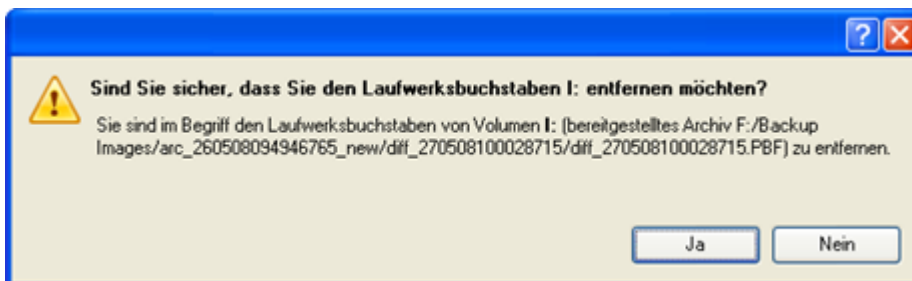 Sind Sie sicher, dass Sie den Laufwerksbuchstaben I: entfernen möchten?
Sie sind im Begriff den Laufwerksbuchstaben von Volumen I: (bereitgestelltes Archiv F:/Backup
Images/arc_260508094946765_new/diff_270508100028715/diff_270508100028715.PBF) zu entfernen.
Ja Nein